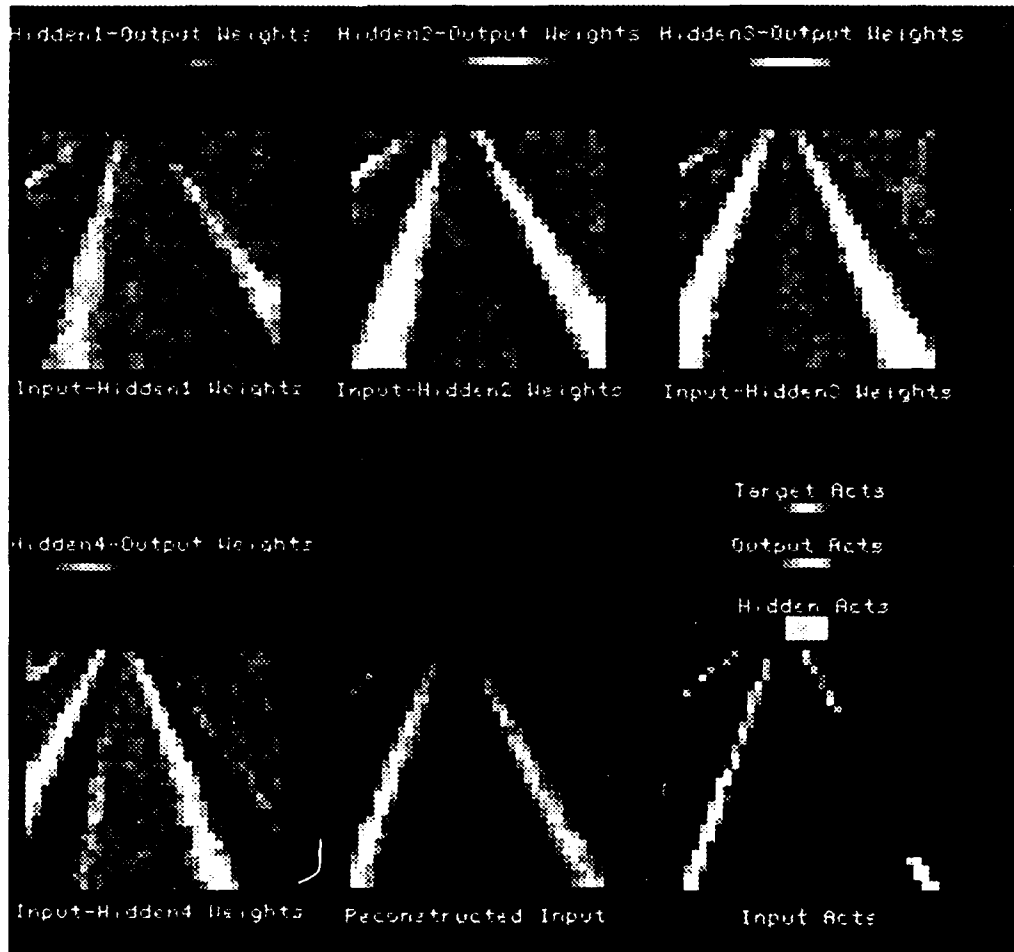 Hidden1-Output Weights
Hidden2-Output Weights
Hidden3-Output Weights
Input-Hidden1 Weights
Input-Hidden2 Weights
Input-Hidden3 Weights
Target Acts
Hidden4-Output Weights
Output Acts
Hidden Acts
Input-Hidden4 Weights
Reconstructed Input
Input Acts